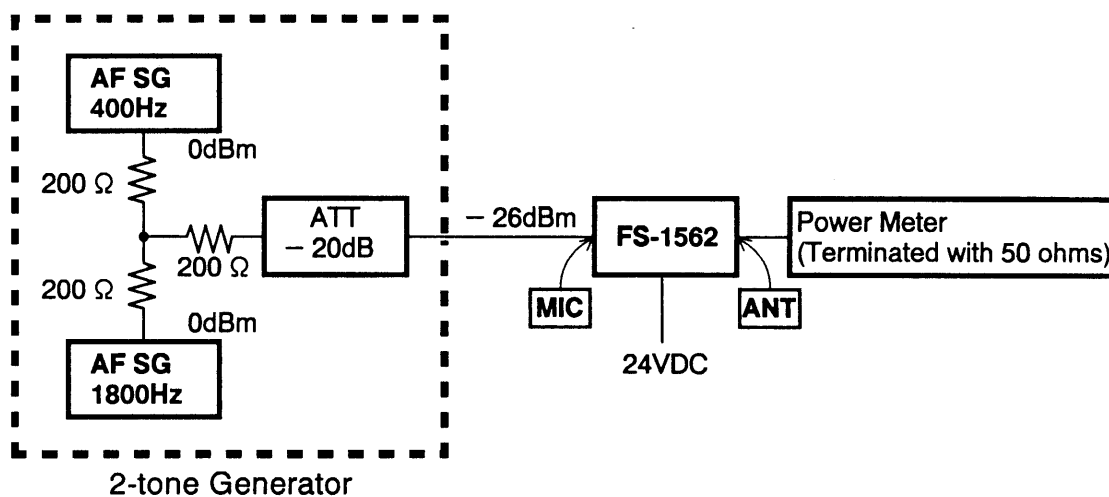 AF SG
400Hz
0dBm
200 Ω
ATT
– 20dB
200 Ω
200 Ω
0dBm
AF SG
1800Hz
2-tone Generator
– 26dBm
FS-1562
MIC
ANT
24VDC
Power Meter
(Terminated with 50 ohms)